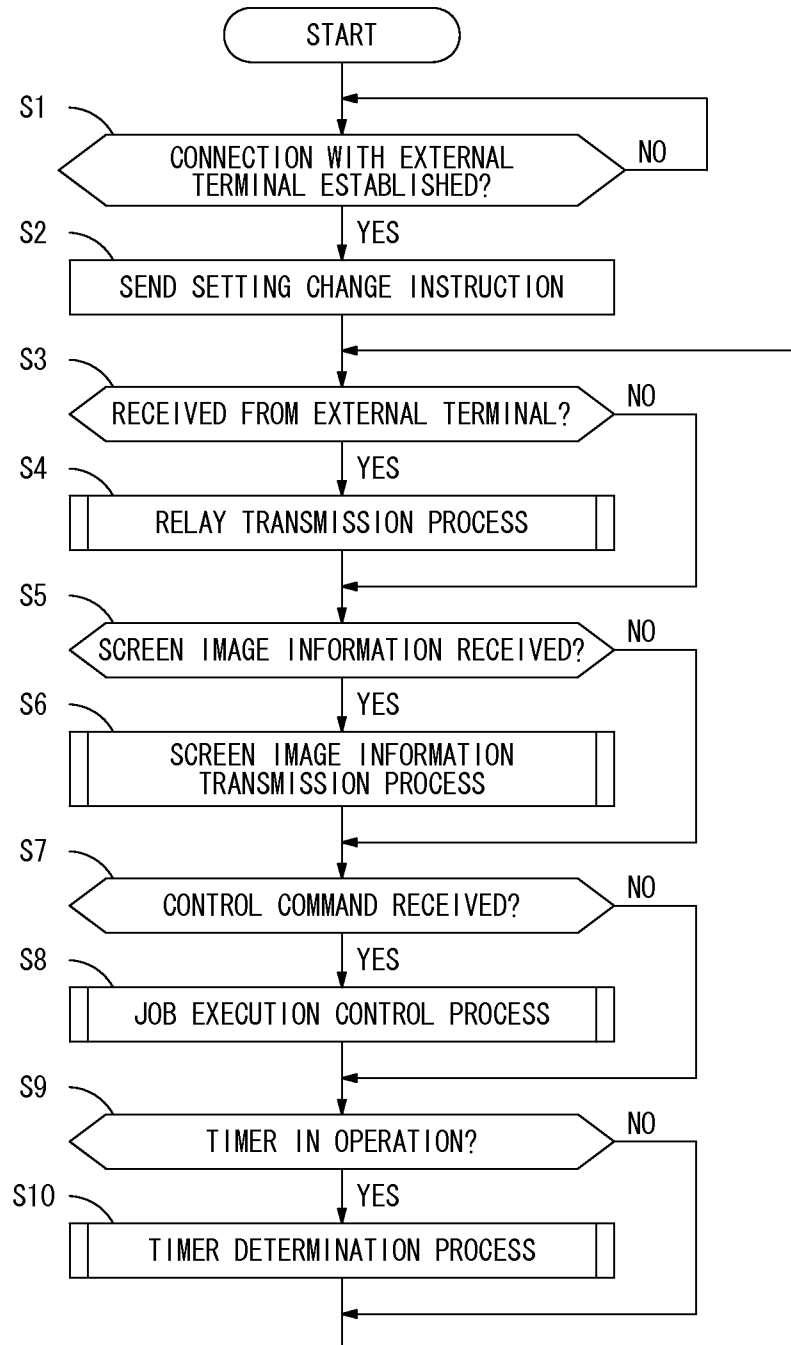 START
S1
CONNECTION WITH EXTERNAL
TERMINAL ESTABLISHED?
NO
YES
S2
SEND SETTING CHANGE INSTRUCTION
S3
RECEIVED FROM EXTERNAL TERMINAL?
NO
YES
S4
RELAY TRANSMISSION PROCESS
S5
SCREEN IMAGE INFORMATION RECEIVED?
NO
YES
S6
SCREEN IMAGE INFORMATION
TRANSMISSION PROCESS
S7
CONTROL COMMAND RECEIVED?
NO
YES
S8
JOB EXECUTION CONTROL PROCESS
S9
TIMER IN OPERATION?
NO
YES
S10
TIMER DETERMINATION PROCESS